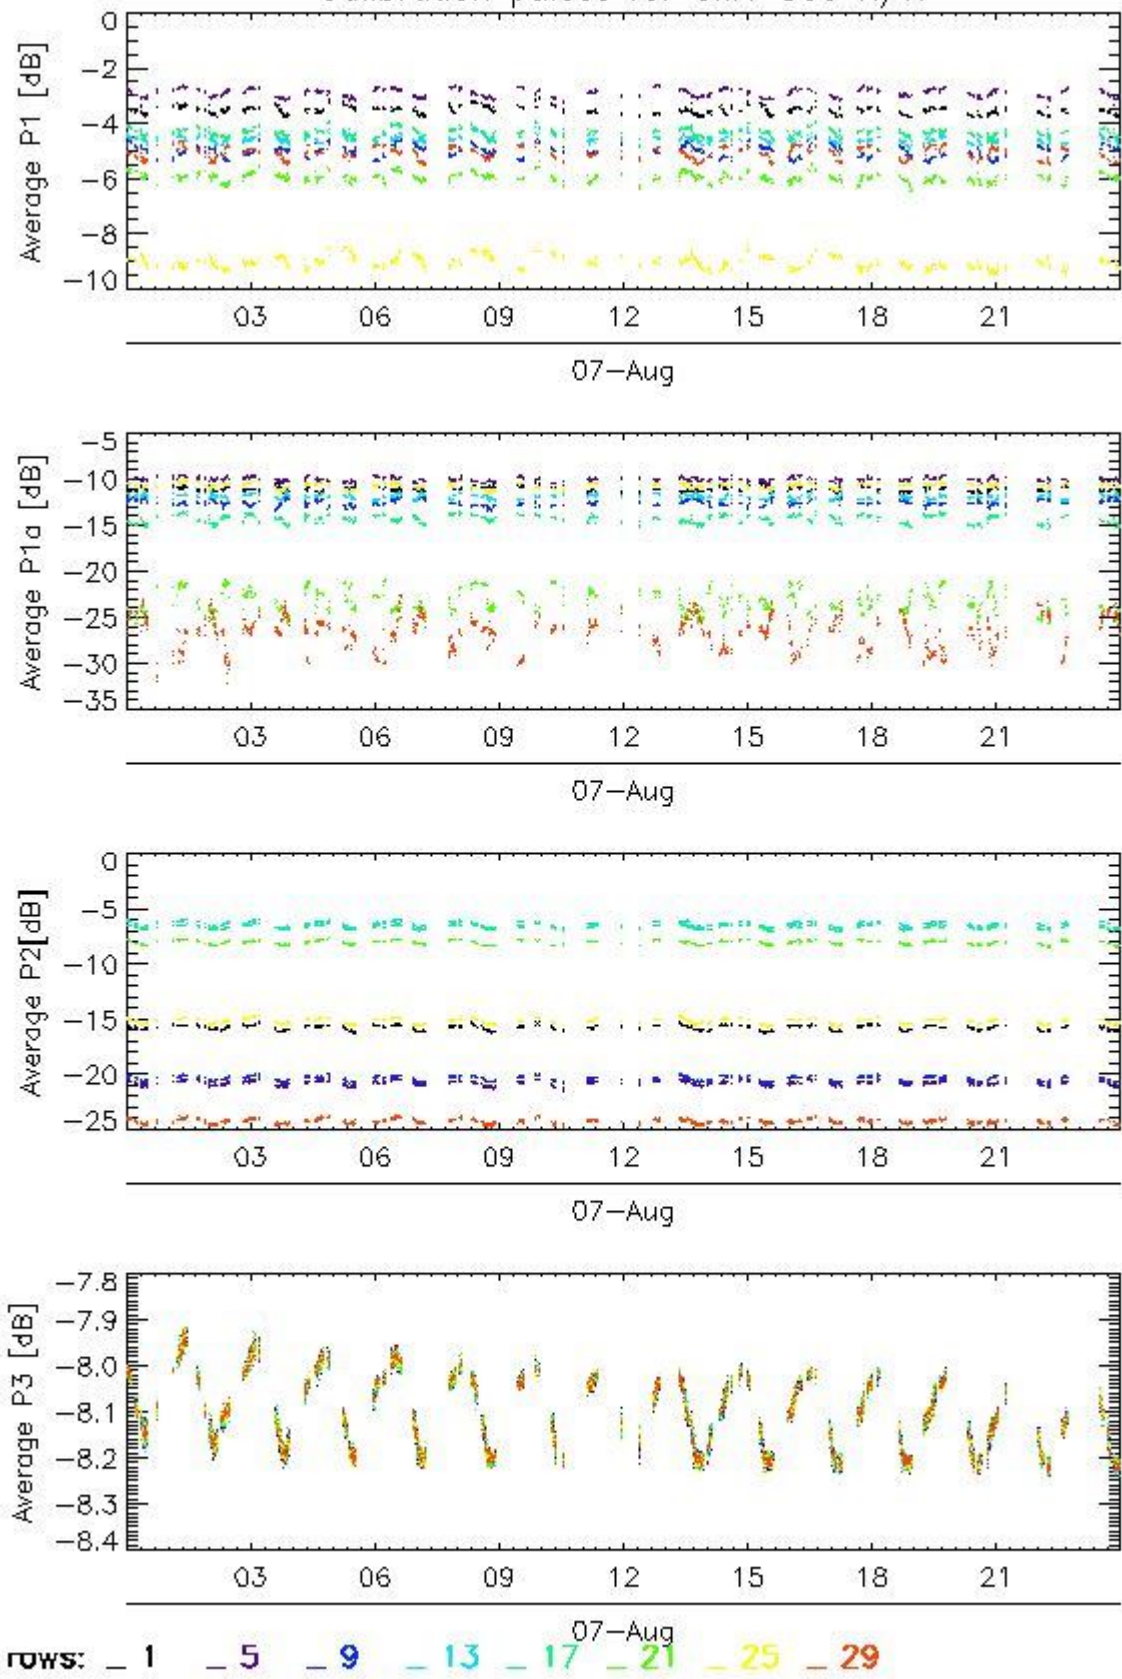 0
-2
-4
-6
-8
-10
Average P1 [dB]
03 06 09 12 15 18 21
07-Aug
-5
-10
-15
-20
-25
-30
-35
Average P1a [dB]
03 06 09 12 15 18 21
07-Aug
0
-5
-10
-15
-20
-25
Average P2[dB]
03 06 09 12 15 18 21
07-Aug
-7.8
-7.9
-8.0
-8.1
-8.2
-8.3
-8.4
Average P3 [dB]
03 06 09 12 15 18 21
07-Aug
rows: _ 1 _ 5 _ 9 _ 13 _ 17 _ 21 _ 25 _ 29